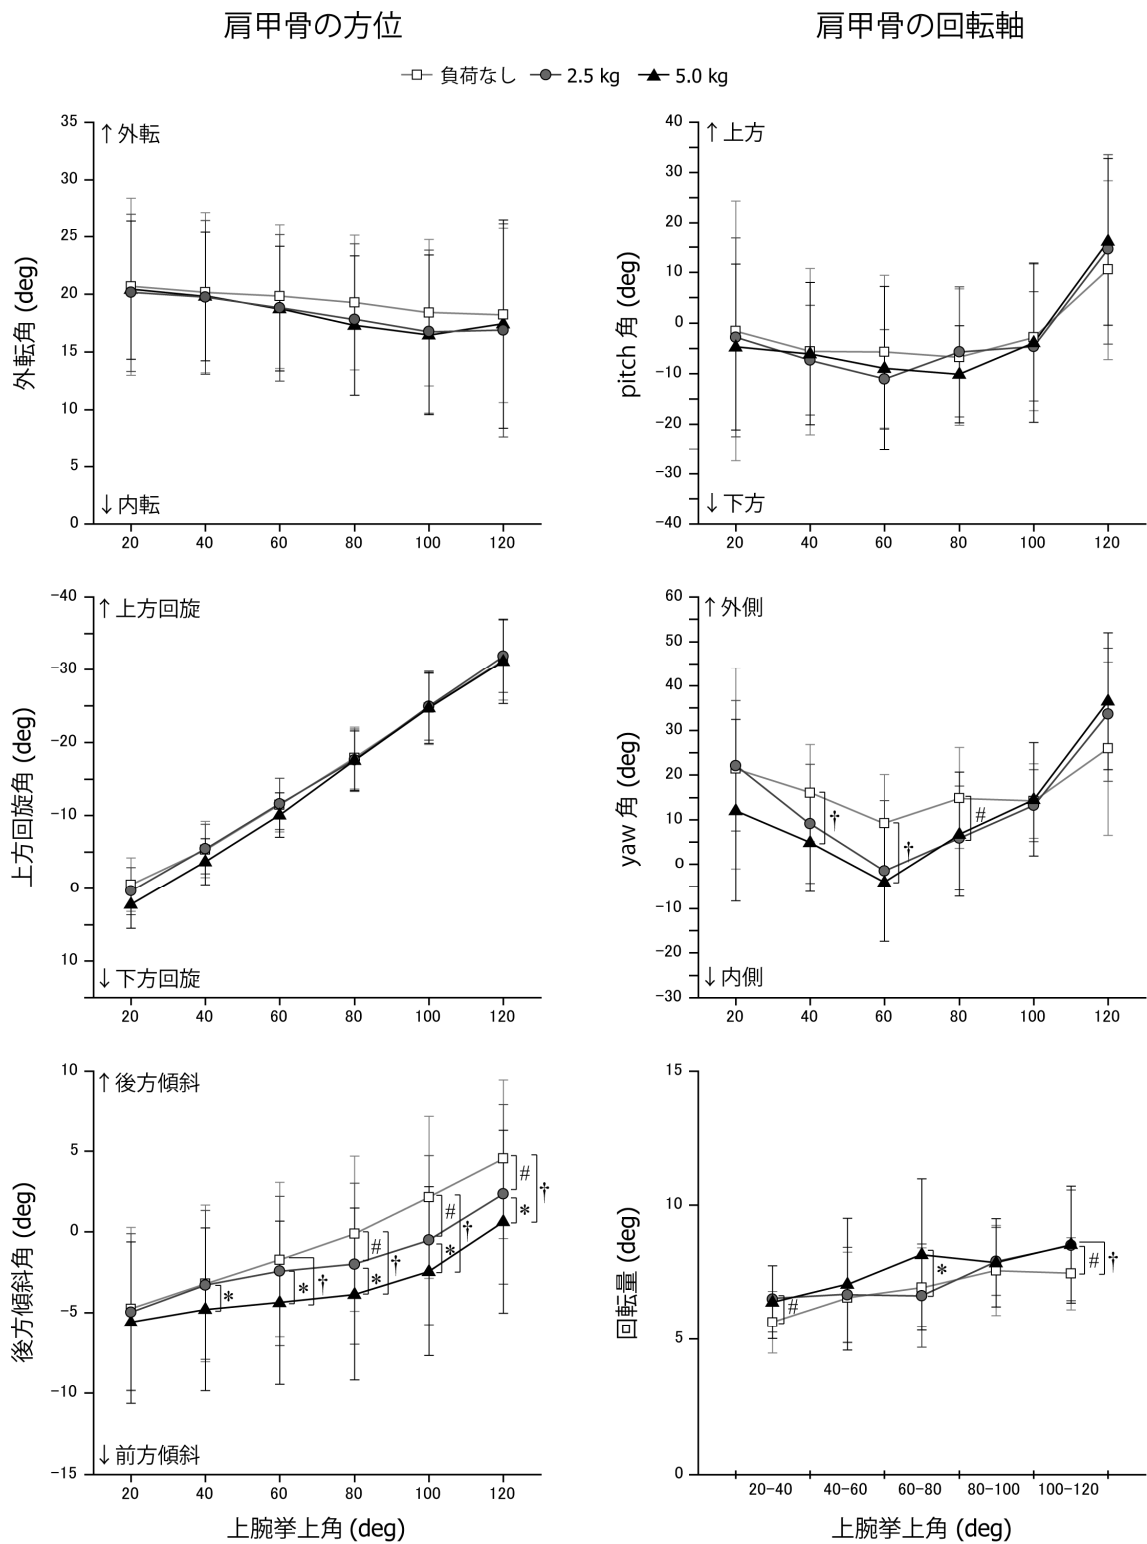 肩甲骨の方位
肩甲骨の回転軸
負荷なし 2.5 kg 5.0 kg
外転角 (deg)
35
30
25
20
15
10
5
0
↑外転
↓内転
20 40 60 80 100 120
pitch 角 (deg)
40
30
20
10
0
-10
-20
-30
-40
↑上方
↓下方
20 40 60 80 100 120
上方回旋角 (deg)
-40
-30
-20
-10
0
10
↑上方回旋
↓下方回旋
20 40 60 80 100 120
yaw 角 (deg)
60
50
40
30
20
10
0
-10
-20
-30
↑外側
† † #
↓内側
20 40 60 80 100 120
後方傾斜角 (deg)
10
5
0
-5
-10
-15
↑後方傾斜
* * † # * † # * † # * †
↓前方傾斜
20 40 60 80 100 120
上腕挙上角 (deg)
回転量 (deg)
15
10
5
0
# * # †
20-40 40-60 60-80 80-100 100-120
上腕挙上角 (deg)